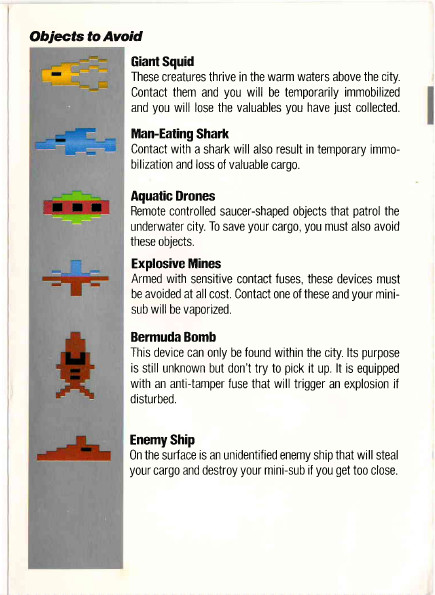 Objects to Avoid
Giant Squid
These creatures thrive in the warm waters above the city.
Contact them and you will be temporarily immobilized
and you will lose the valuables you have just collected.
Man-Eating Shark
Contact with a shark will also result in temporary immo-
bilization and loss of valuable cargo.
Aquatic Drones
Remote controlled saucer-shaped objects that patrol the
underwater city. To save your cargo, you must also avoid
these objects.
Explosive Mines
Armed with sensitive contact fuses, these devices must
be avoided at all cost. Contact one of these and your mini-
sub will be vaporized.
Bermuda Bomb
This device can only be found within the city. Its purpose
is still unknown but don't try to pick it up. It is equipped
with an anti-tamper fuse that will trigger an explosion if
disturbed.
Enemy Ship
On the surface is an unidentified enemy ship that will steal
your cargo and destroy your mini-sub if you get too close.